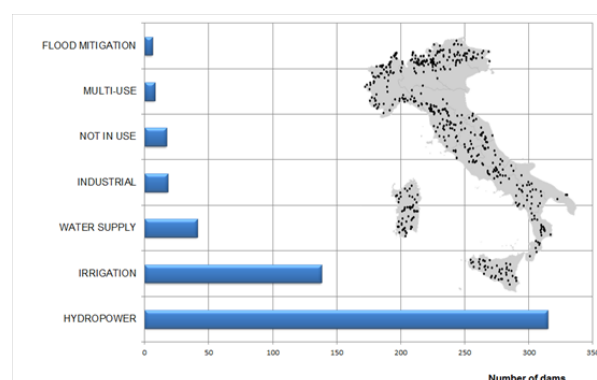 FLOOD MITIGATION
MULTI-USE
NOT IN USE
INDUSTRIAL
WATER SUPPLY
IRRIGATION
HYDROPOWER
0 50 100 150 200 250 300 350
Number of dams